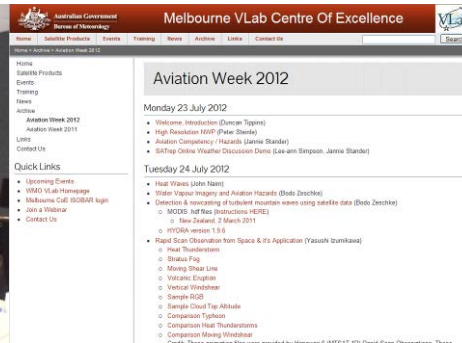 Australian Government
Bureau of Meteorology
Melbourne VLab Centre Of Excellence
VLa
Home Satellite Products Events Training News Archive Links Contact Us
Searc
Home > Archive > Aviation Week 2012
Home
Satellite Products
Events
Training
News
Archive
Aviation Week 2012
Aviation Week 2011
Links
Contact Us
Quick Links
Upcoming Events
WMO VLab Homepage
Melbourne CoE ISOBAR login
Join a Webinar
Contact Us
Aviation Week 2012
Monday 23 July 2012
Welcome, Introduction (Duncan Tippins)
High Resolution NWP (Peter Steinle)
Aviation Competency / Hazards (Jannie Stander)
SATrep Online Weather Discussion Demo (Lee-ann Simpson, Jannie Stander)
Tuesday 24 July 2012
Heat Waves (John Nairn)
Water Vapour Imagery and Aviation Hazards (Bodo Zeschke)
Detection & nowcasting of turbulent mountain waves using satellite data (Bodo Zeschke)
MODIS .hdf files (Instructions HERE)
New Zealand, 2 March 2011
HYDRA version 1.9.6
Rapid Scan Observation from Space & it's Application (Yasushi Izumikawa)
Heat Thunderstorm
Stratus Fog
Moving Shear Line
Volcanic Eruption
Vertical Windshear
Sample RGB
Sample Cloud Top Altitude
Comparison Typhoon
Comparison Heat Thunderstorms
Comparison Moving Windshear